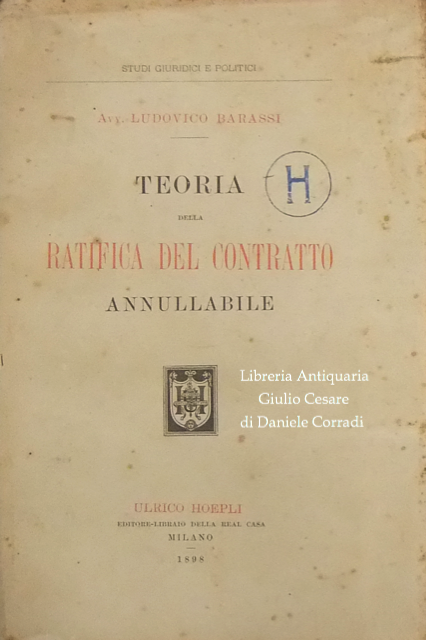 STUDI GIURIDICI E POLITICI
Avv. LUDOVICO BARASSI
TEORIA
H
DELLA
RATIFICA DEL CONTRATTO
ANNULLABILE
Libreria Antiquaria
Giulio Cesare
di Daniele Corradi
ULRICO HOEPLI
EDITORE-LIBRAIO DELLA REAL CASA
MILANO
1898